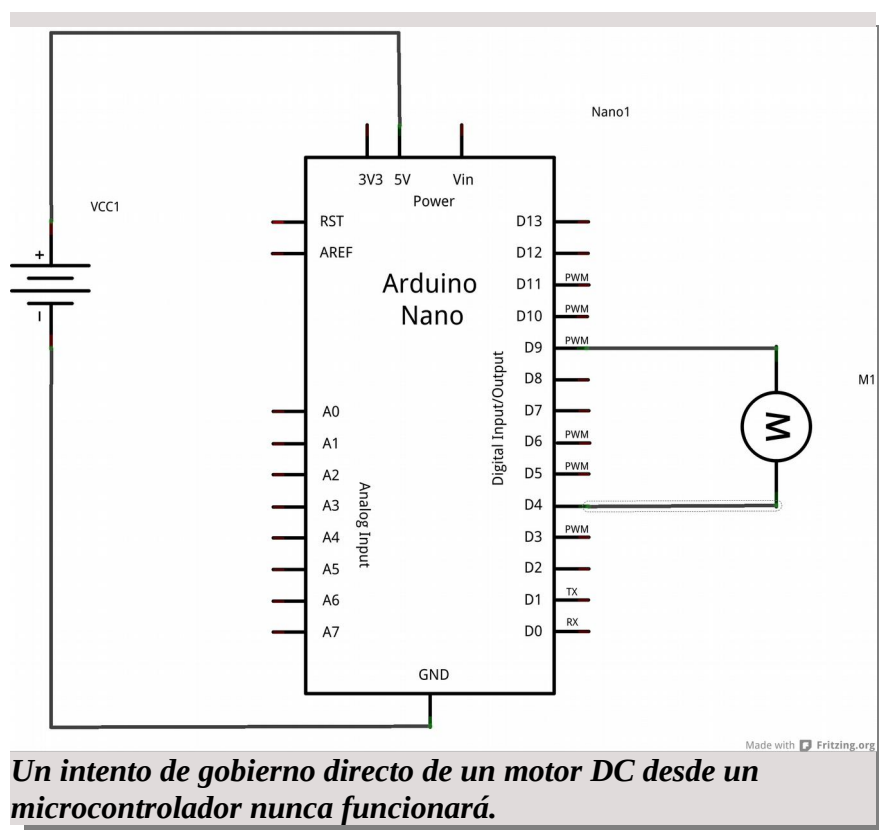 Nano1
3V3 5V Vin
Power
VCC1
RST
AREF
D13
D12
Arduino
Nano
D11 PWM
D10 PWM
D9 PWM
D8
D7
D6 PWM
D5 PWM
D4
D3 PWM
D2
D1 TX
D0 RX
Digital Input/Output
M1
M
+
–
A0
A1
A2
A3
A4
A5
A6
A7
Analog Input
GND
Made with Fritzing.org
Un intento de gobierno directo de un motor DC desde un
microcontrolador nunca funcionará.